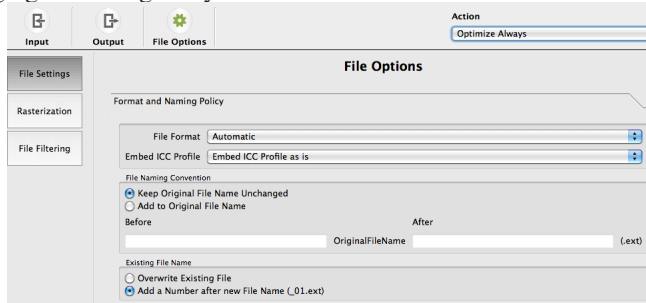 Action
Input Output File Options
Optimize Always
File Settings
Rasterization
File Filtering
File Options
Format and Naming Policy
File Format Automatic
Embed ICC Profile Embed ICC Profile as is
File Naming Convention
Keep Original File Name Unchanged
Add to Original File Name
Before After
OriginalFileName (.ext)
Existing File Name
Overwrite Existing File
Add a Number after new File Name (_01.ext)